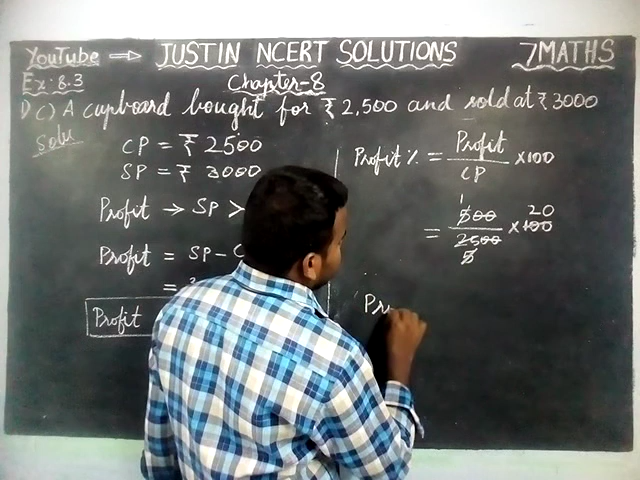 YouTube ⇒ JUSTIN NCERT SOLUTIONS 7MATHS
Ex: 8.3 Chapter-8
1) C) A cupboard bought for ₹ 2,500 and sold at ₹ 3000
Solu
CP = ₹ 2500
SP = ₹ 3000
Profit → SP >
Profit = SP -
=
Profit
Profit % = Profit/CP × 100
= 500/2500 × 100
1 5 20